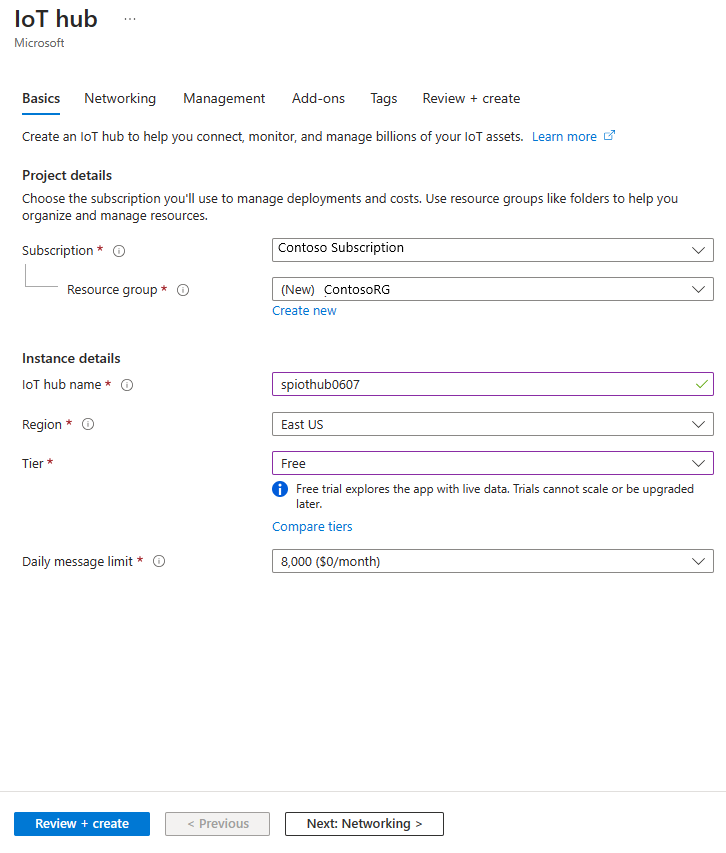 IoT hub ...
Microsoft
Basics Networking Management Add-ons Tags Review + create
Create an IoT hub to help you connect, monitor, and manage billions of your IoT assets. Learn more
Project details
Choose the subscription you'll use to manage deployments and costs. Use resource groups like folders to help you
organize and manage resources.
Subscription * Contoso Subscription
Resource group * (New) ContosoRG
Create new
Instance details
IoT hub name * spiothub0607
Region * East US
Tier * Free
Free trial explores the app with live data. Trials cannot scale or be upgraded
later.
Compare tiers
Daily message limit * 8,000 ($0/month)
Review + create < Previous Next: Networking >